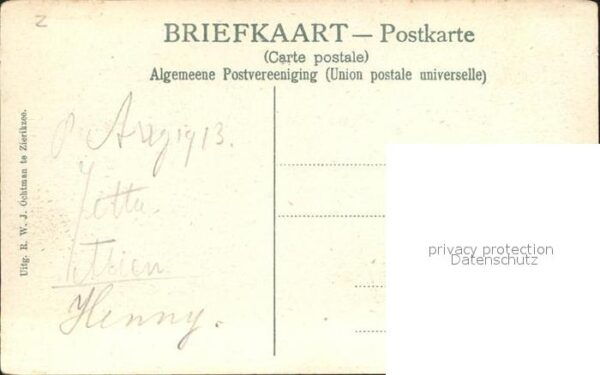 Z
BRIEFKAART — Postkarte
(Carte postale)
Algemeene Postvereeniging (Union postale universelle)
Uitg. R. W. J. Ochtman te Zierikzee.
8 Aug 1913.
Jetta
Henny.
privacy protection
Datenschutz